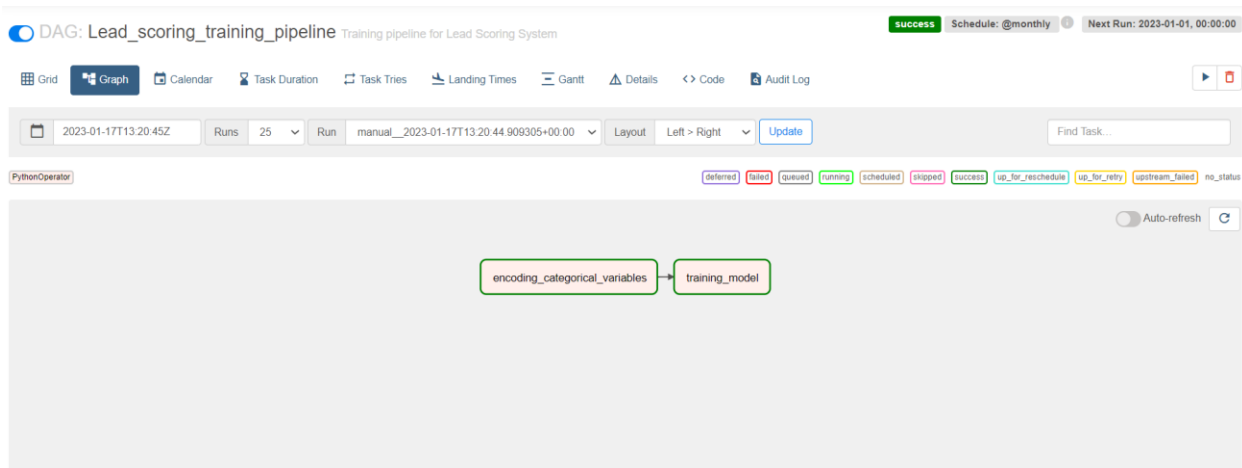 DAG: Lead_scoring_training_pipeline Training pipeline for Lead Scoring System success Schedule: @monthly Next Run: 2023-01-01, 00:00:00
Grid Graph Calendar Task Duration Task Tries Landing Times Gantt Details <> Code Audit Log
2023-01-17T13:20:45Z Runs 25 Run manual__2023-01-17T13:20:44.909305+00:00 Layout Left > Right Update Find Task...
PythonOperator deferred failed queued running scheduled skipped success up_for_reschedule up_for_retry upstream_failed no_status
Auto-refresh
encoding_categorical_variables training_model